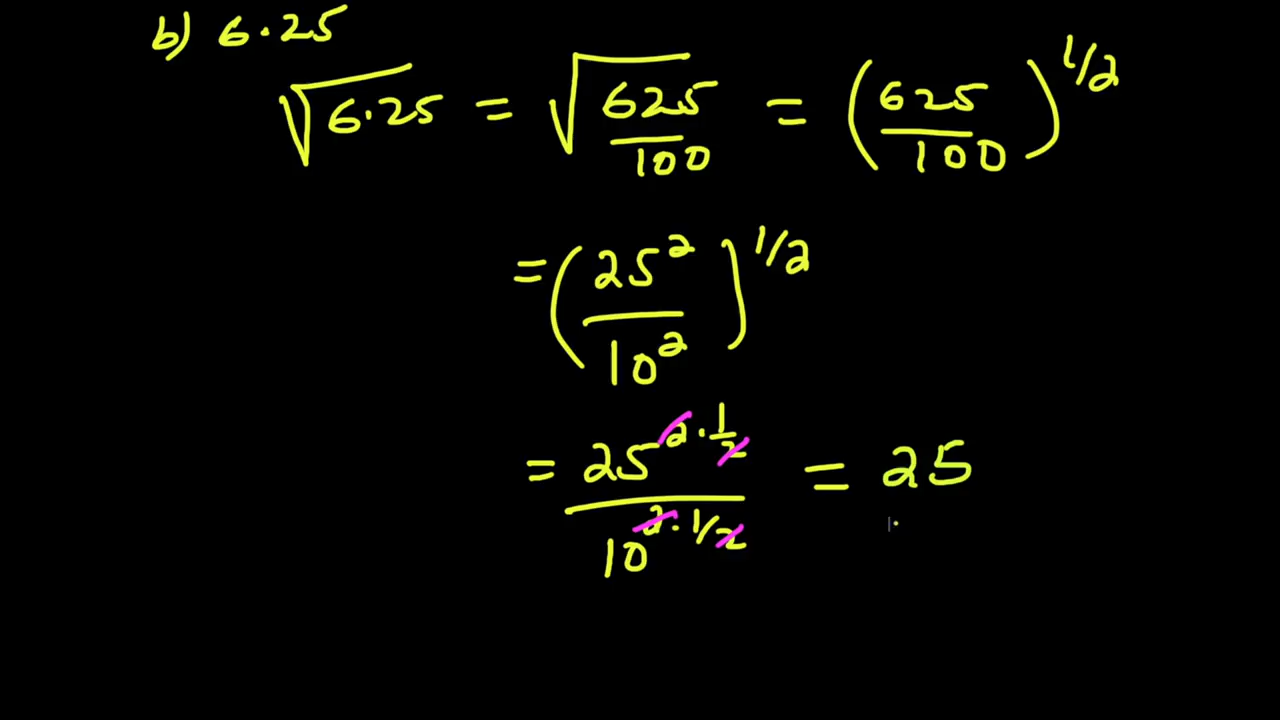 b) 6.25
√6.25 = √625/100 = (625/100)^1/2
= (25^2/10^2)^1/2
= 25^2·1/2 / 10^2·1/2 = 25